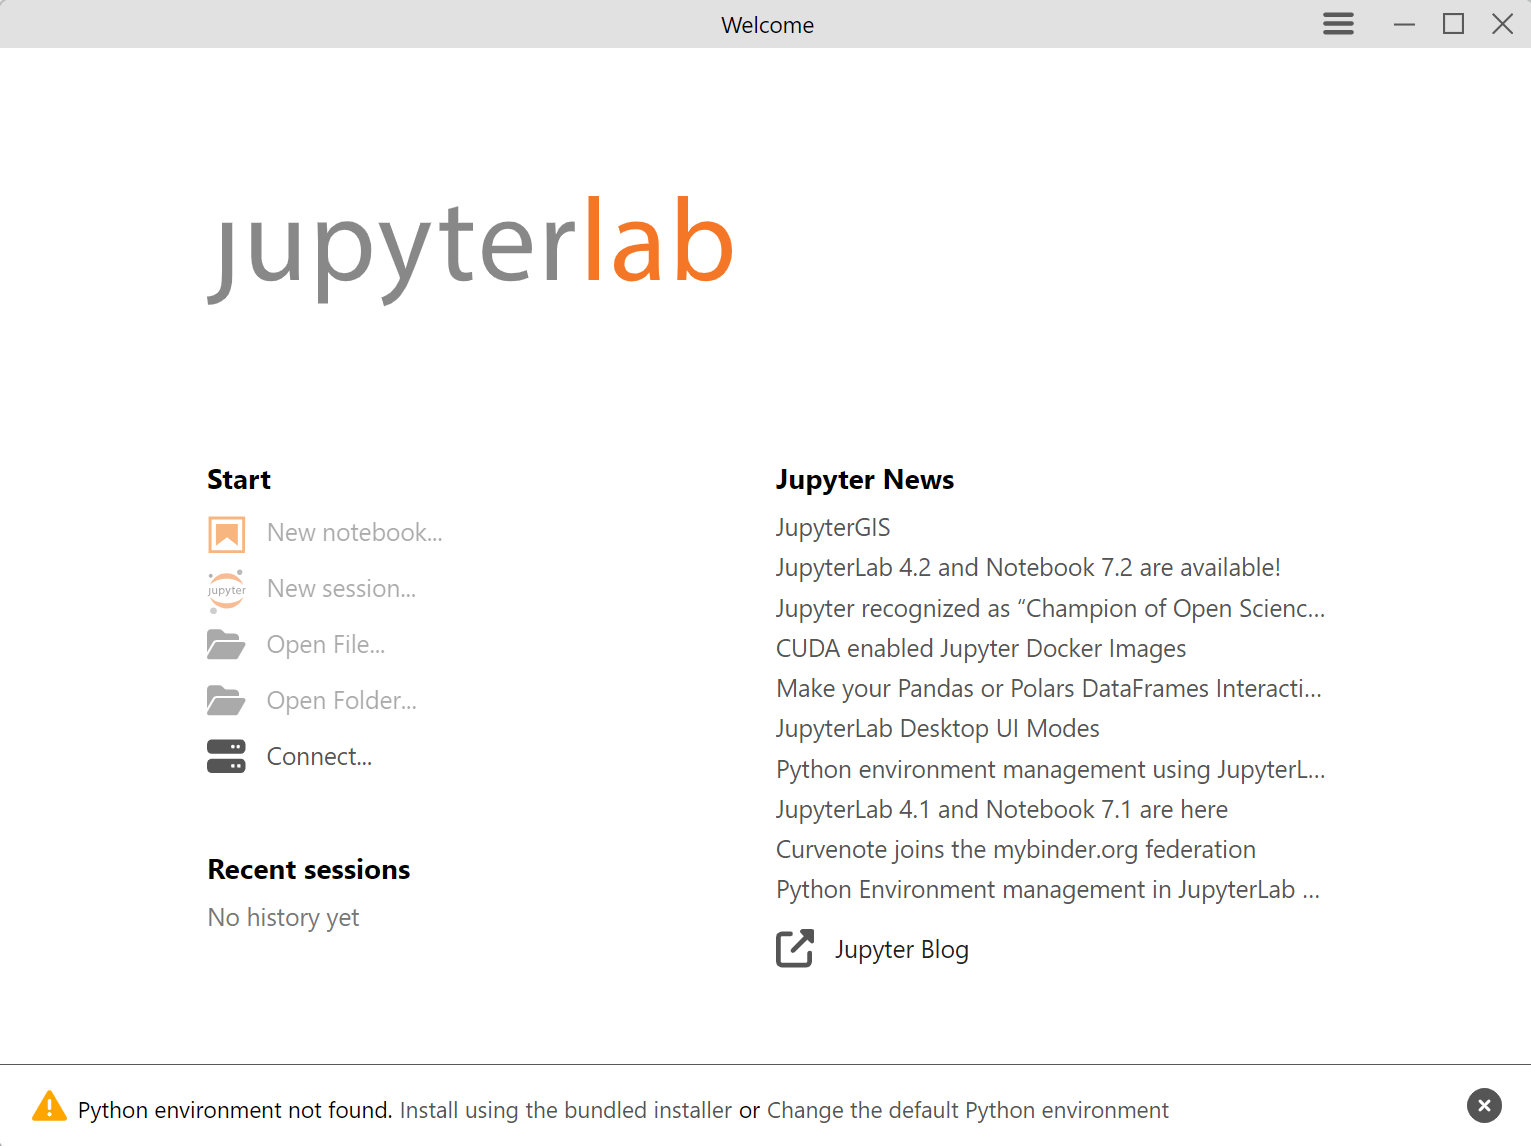 Welcome
jupyterlab
Start
New notebook...
jupyter
New session...
Open File...
Open Folder...
Connect...
Recent sessions
No history yet
Jupyter News
JupyterGIS
JupyterLab 4.2 and Notebook 7.2 are available!
Jupyter recognized as “Champion of Open Scienc...
CUDA enabled Jupyter Docker Images
Make your Pandas or Polars DataFrames Interacti...
JupyterLab Desktop UI Modes
Python environment management using JupyterL...
JupyterLab 4.1 and Notebook 7.1 are here
Curvenote joins the mybinder.org federation
Python Environment management in JupyterLab ...
Jupyter Blog
Python environment not found. Install using the bundled installer or Change the default Python environment